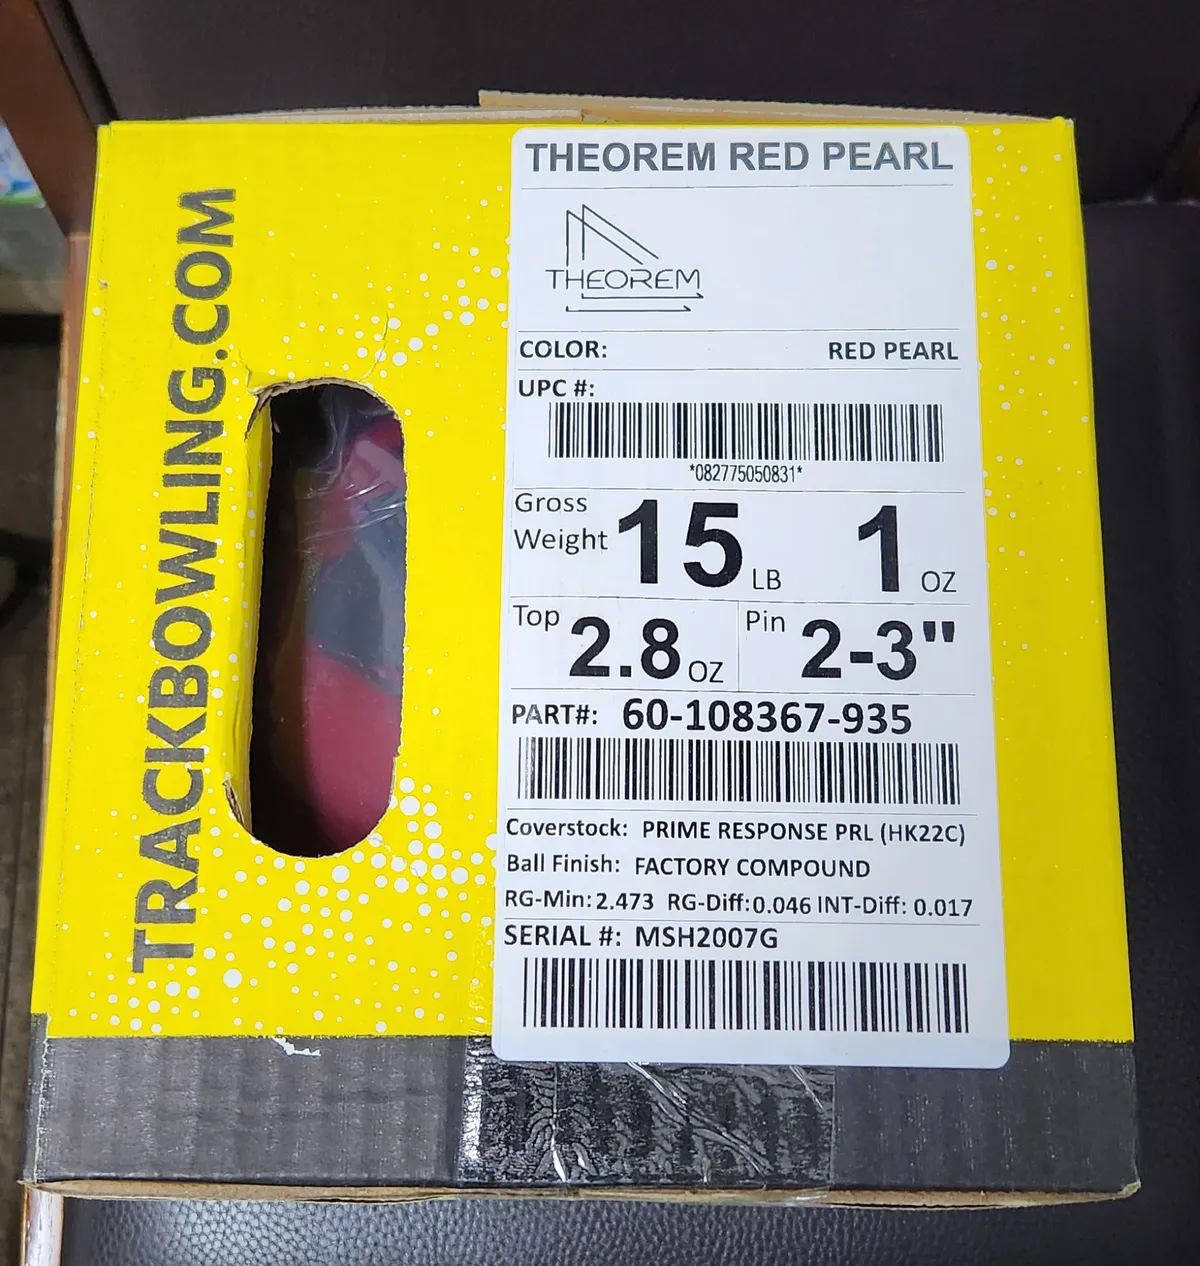 TRACKBOWLING.COM
THEOREM RED PEARL
THEOREM
COLOR: RED PEARL
UPC #:
*082775050831*
Gross Weight 15 LB 1 OZ
Top 2.8 OZ Pin 2-3"
PART#: 60-108367-935
Coverstock: PRIME RESPONSE PRL (HK22C)
Ball Finish: FACTORY COMPOUND
RG-Min: 2.473 RG-Diff: 0.046 INT-Diff: 0.017
SERIAL #: MSH2007G